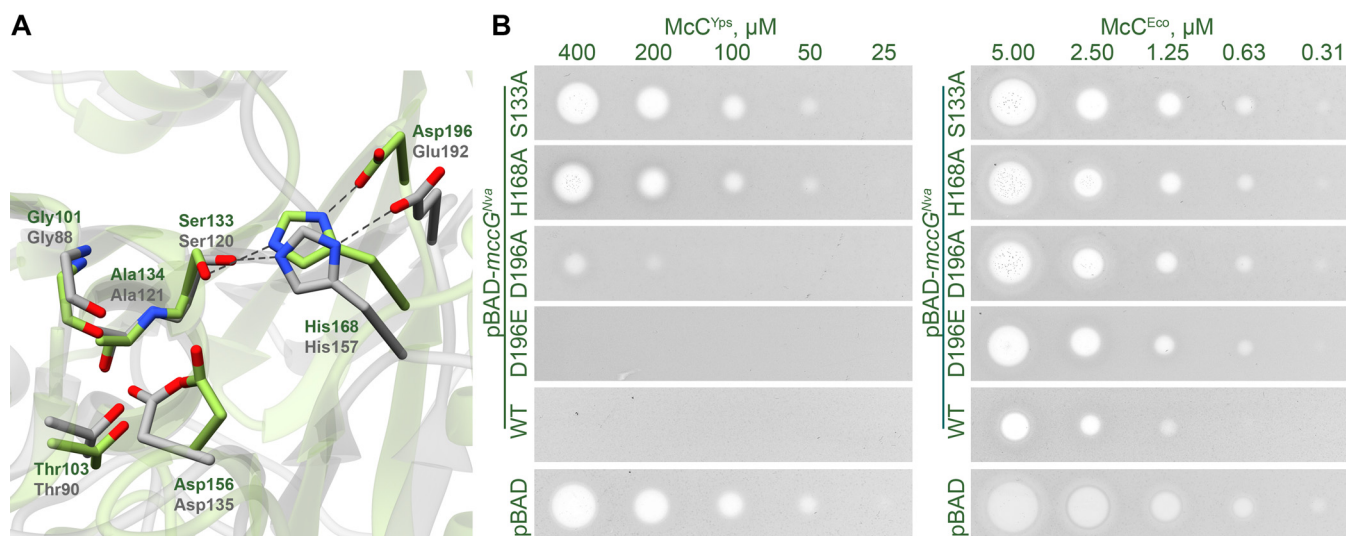 A
Asp196
Glu192
Gly101
Gly88
Ser133
Ser120
Ala134
Ala121
His168
His157
Thr103
Thr90
Asp156
Asp135
B
McC^Yps, µM
400 200 100 50 25
pBAD-mccG^Nva
S133A
H168A
D196A
D196E
WT
pBAD
McC^Eco, µM
5.00 2.50 1.25 0.63 0.31
pBAD-mccG^Nva
S133A
H168A
D196A
D196E
WT
pBAD